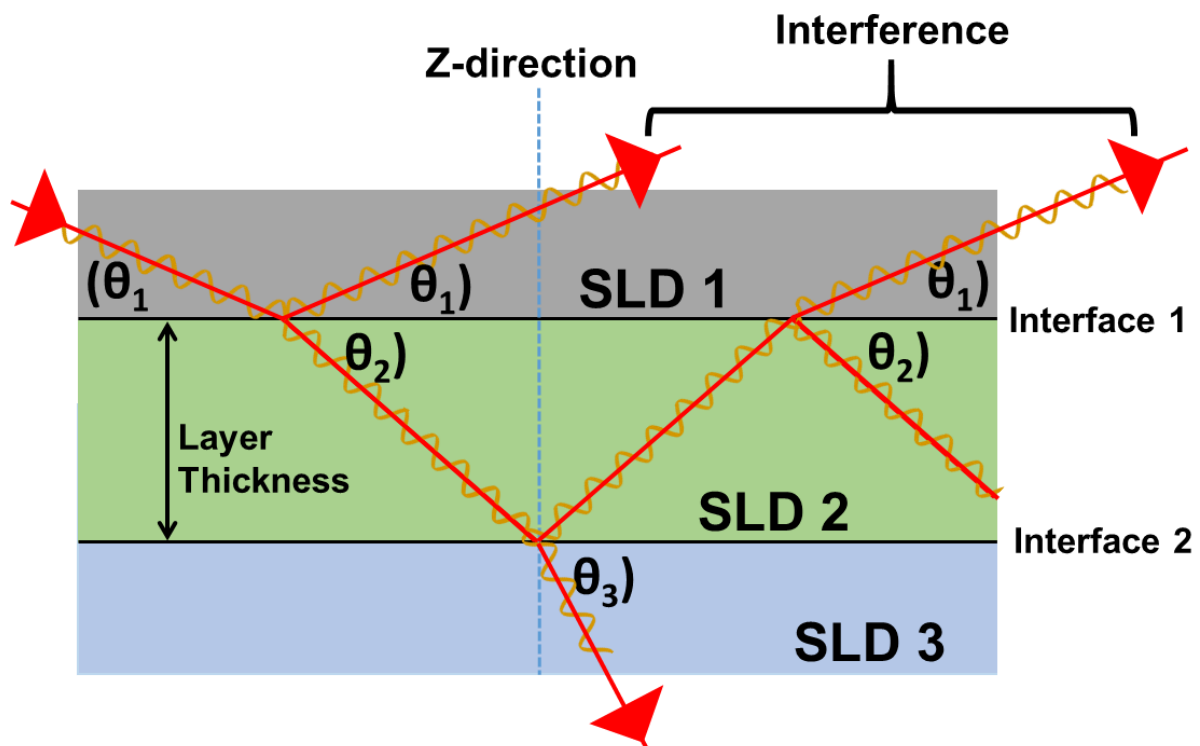 Interference
Z-direction
(θ1
θ1)
SLD 1
θ1)
Interface 1
θ2)
θ2)
Layer
Thickness
SLD 2
Interface 2
θ3)
SLD 3